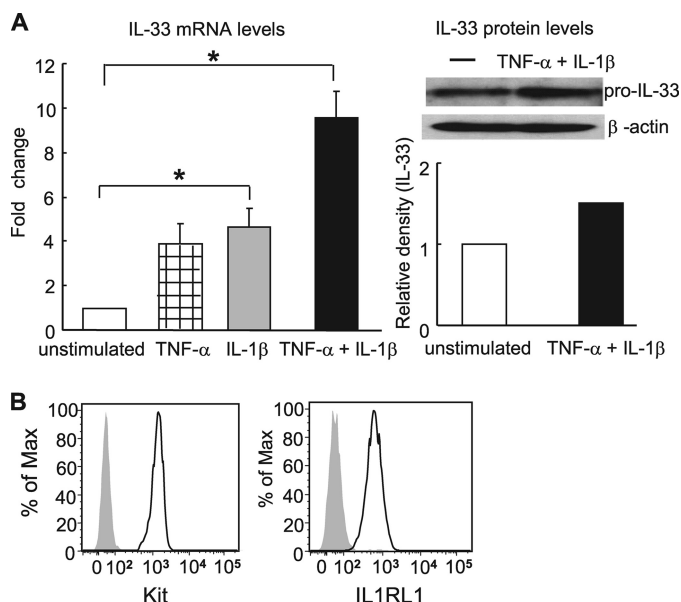 A
IL-33 mRNA levels
Fold change
12
10
8
6
4
2
0
*
*
unstimulated TNF-α IL-1β TNF-α + IL-1β
IL-33 protein levels
– TNF-α + IL-1β
pro-IL-33
β -actin
Relative density (IL-33)
2
1
0
unstimulated TNF-α + IL-1β
B
% of Max
100
80
60
40
20
0
0 10² 10³ 10⁴ 10⁵
Kit
% of Max
100
80
60
40
20
0
0 10² 10³ 10⁴ 10⁵
IL1RL1